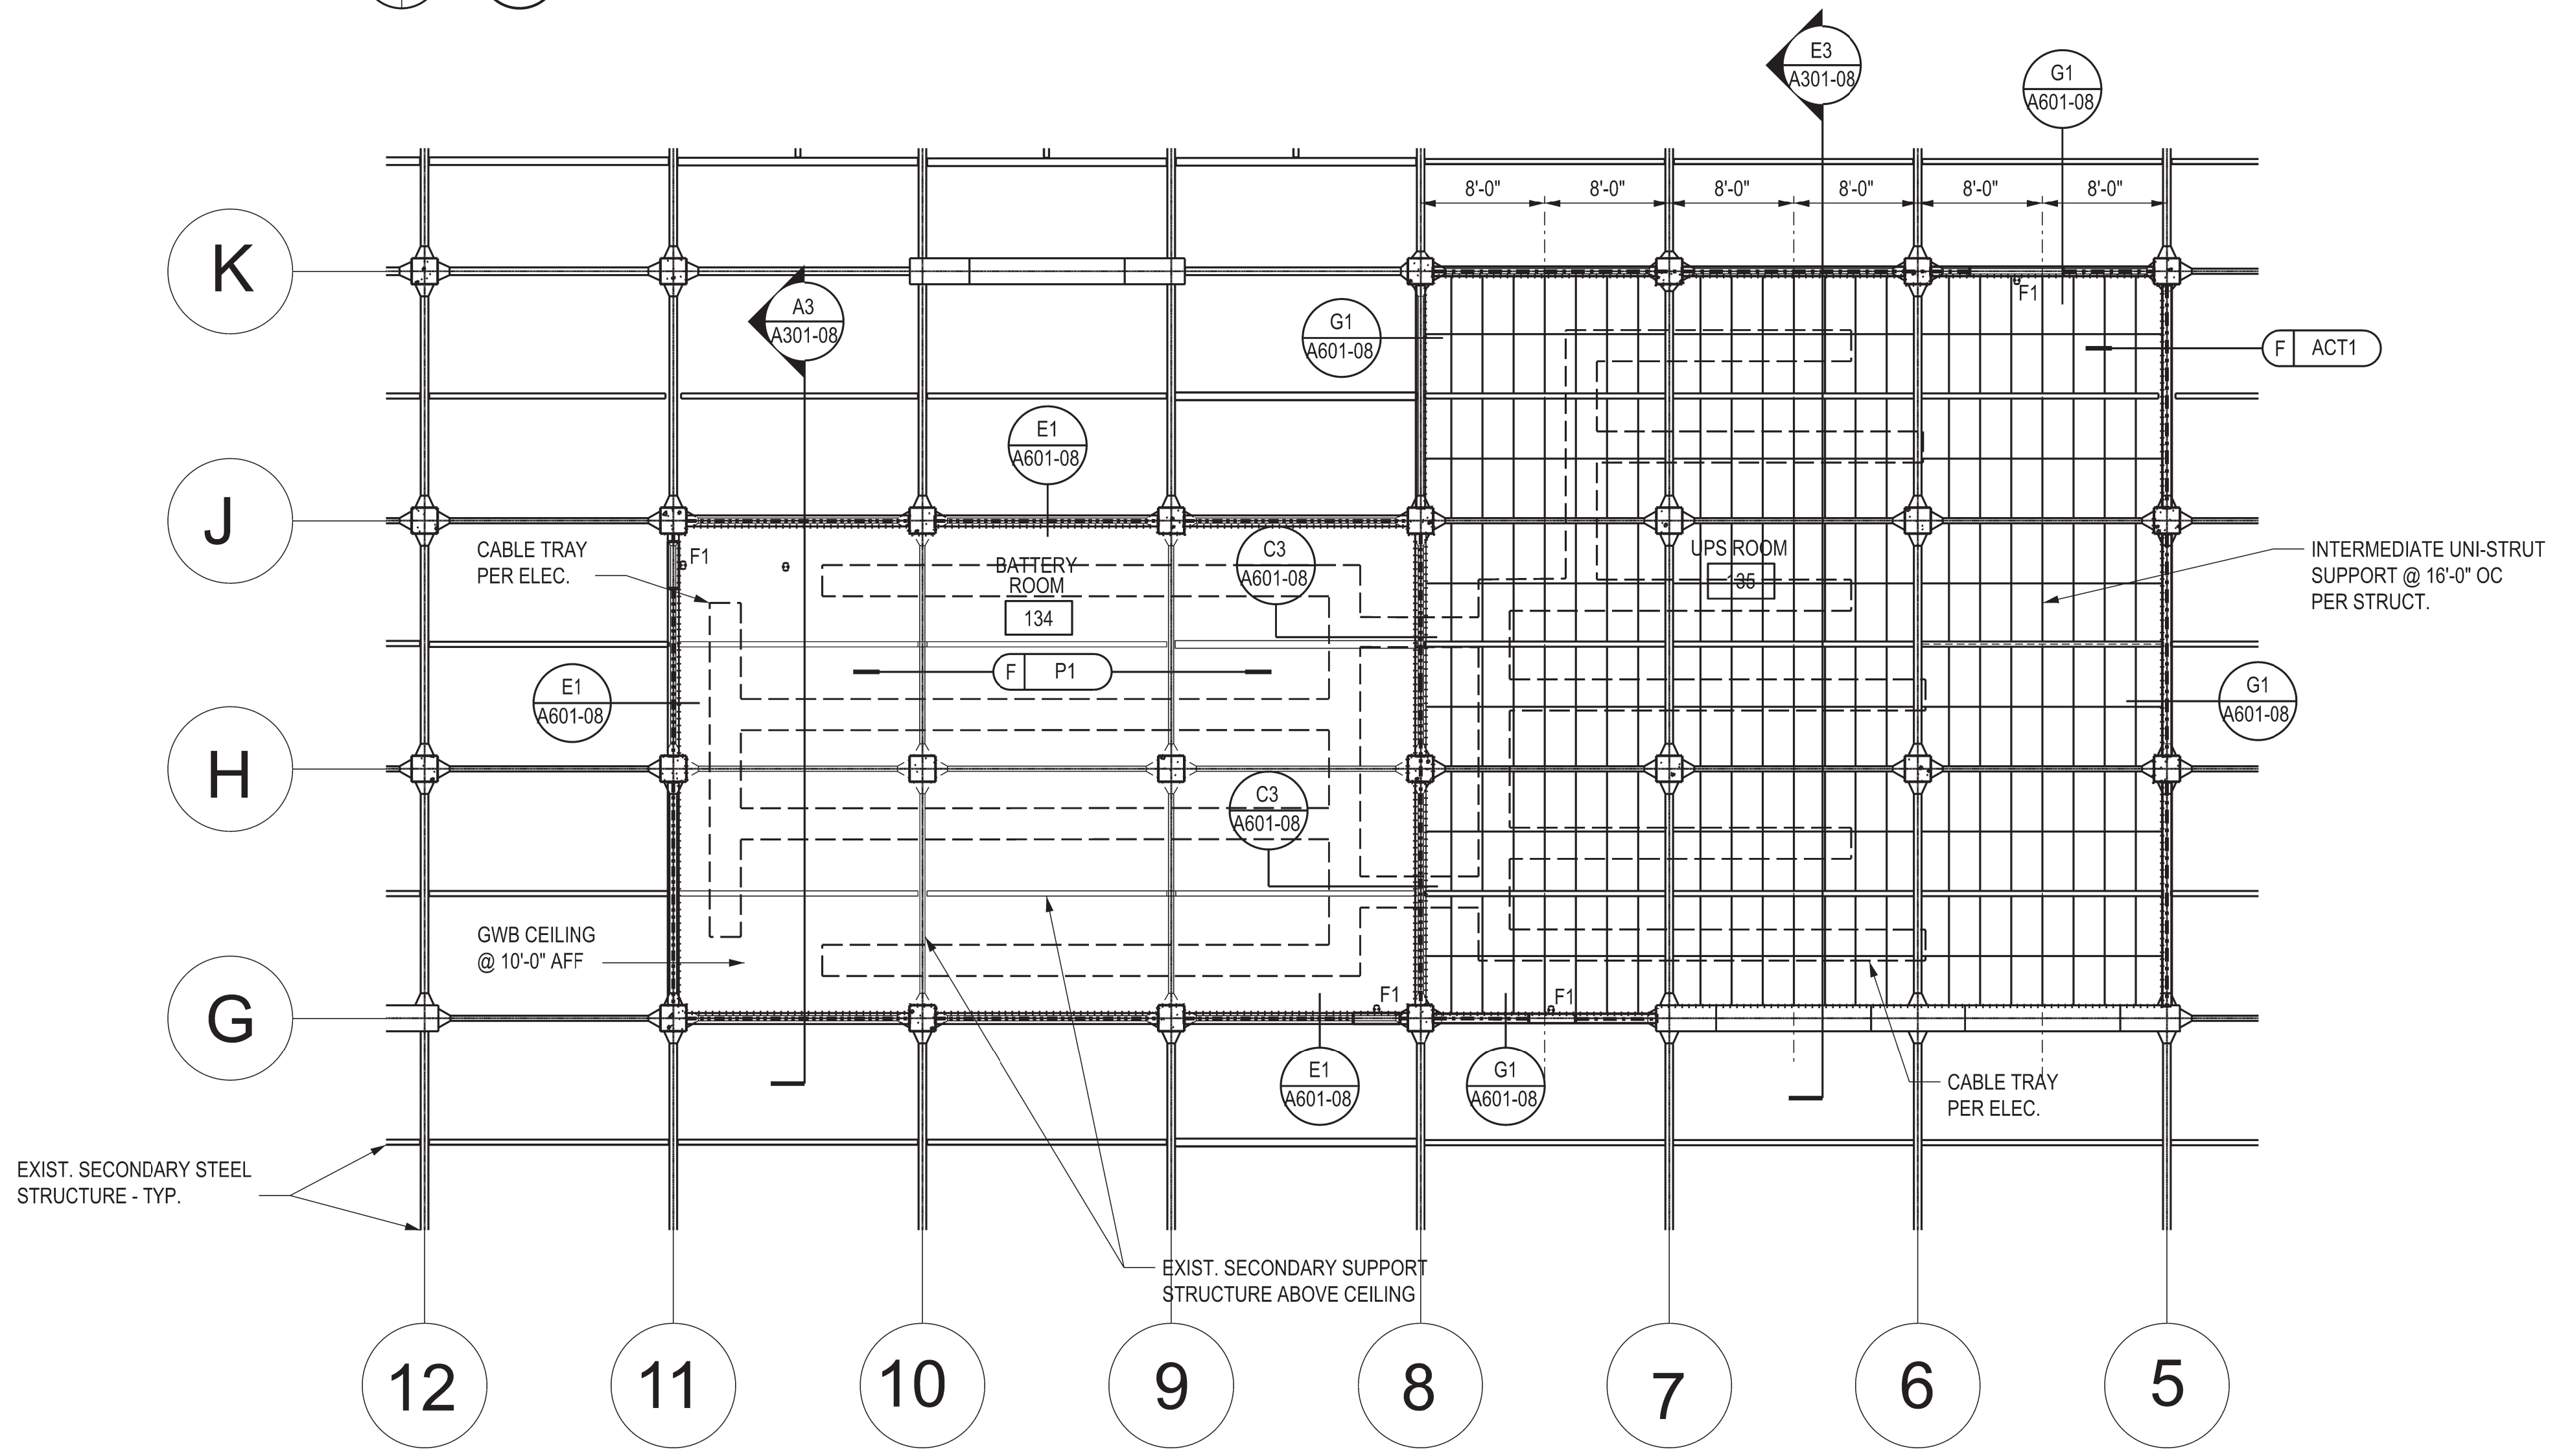 E3
A301-08
G1
A601-08
8'-0"
8'-0"
8'-0"
8'-0"
8'-0"
8'-0"
K
A3
A301-08
G1
A601-08
F1
F
ACT1
E1
A601-08
J
CABLE TRAY
PER ELEC.
F1
BATTERY
ROOM
134
C3
A601-08
UPS ROOM
135
INTERMEDIATE UNI-STRUT
SUPPORT @ 16'-0" OC
PER STRUCT.
F
P1
E1
A601-08
G1
A601-08
H
C3
A601-08
GWB CEILING
@ 10'-0" AFF
G
F1
F1
E1
A601-08
G1
A601-08
CABLE TRAY
PER ELEC.
EXIST. SECONDARY STEEL
STRUCTURE - TYP.
EXIST. SECONDARY SUPPORT
STRUCTURE ABOVE CEILING
12
11
10
9
8
7
6
5